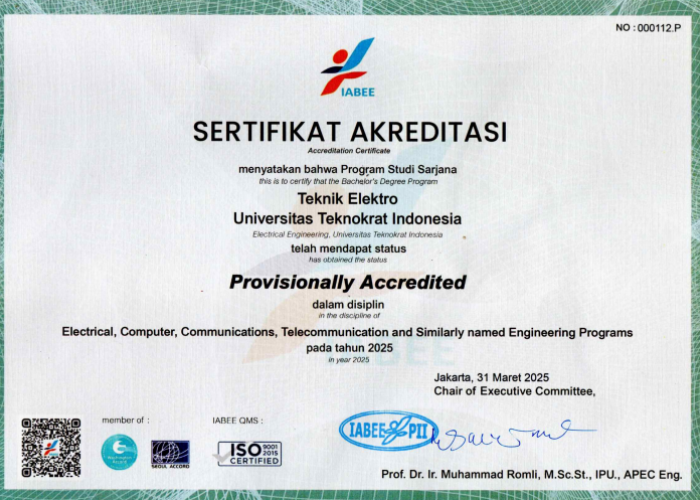 NO : 000112.P
IABEE
SERTIFIKAT AKREDITASI
Accreditation Certificate
menyatakan bahwa Program Studi Sarjana
this is to certify that the Bachelor's Degree Program
Teknik Elektro
Universitas Teknokrat Indonesia
Electrical Engineering, Universitas Teknokrat Indonesia
telah mendapat status
has obtained the status
Provisionally Accredited
dalam disiplin
in the discipline of
Electrical, Computer, Communications, Telecommunication and Similarly named Engineering Programs
pada tahun 2025
in year 2025
IABEE
Jakarta, 31 Maret 2025
Chair of Executive Committee,
member of :
IABEE QMS :
SEOUL ACCORD
ISO 9001 2015
CERTIFIED
IABEE PII
Prof. Dr. Ir. Muhammad Romli, M.Sc.St., IPU., APEC Eng.